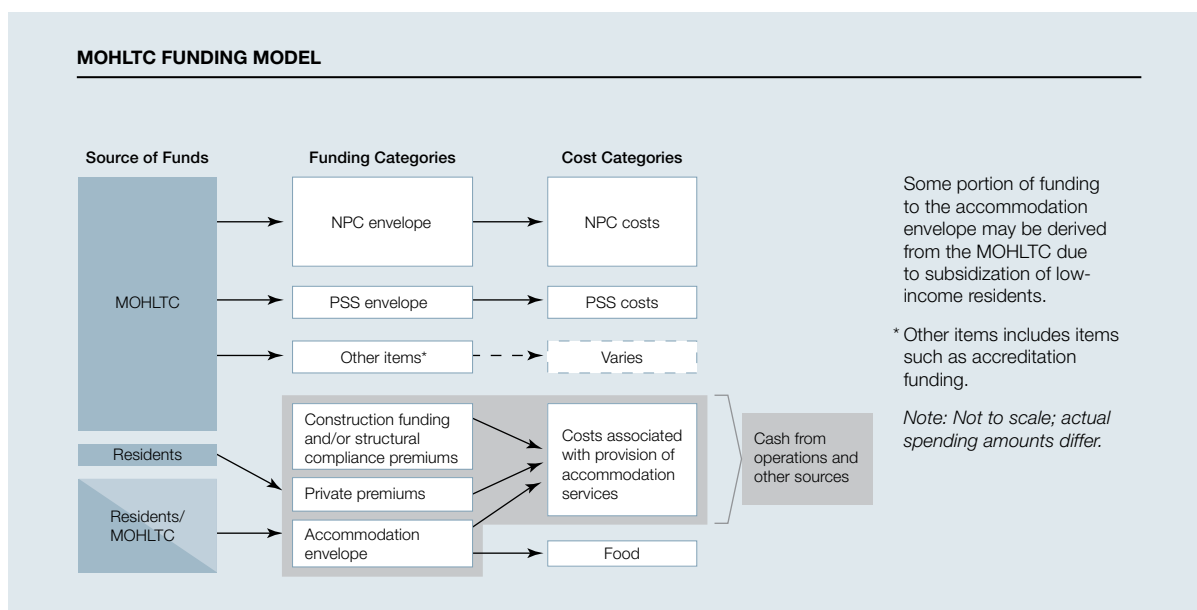 MOHLTC FUNDING MODEL
Source of Funds
Funding Categories
Cost Categories
MOHLTC
NPC envelope
NPC costs
PSS envelope
PSS costs
Other items*
Varies
Residents
Construction funding
and/or structural
compliance premiums
Private premiums
Residents/
MOHLTC
Accommodation
envelope
Costs associated
with provision of
accommodation
services
Food
Cash from
operations and
other sources
Some portion of funding
to the accommodation
envelope may be derived
from the MOHLTC due
to subsidization of low-
income residents.
* Other items includes items
such as accreditation
funding.
Note: Not to scale; actual
spending amounts differ.